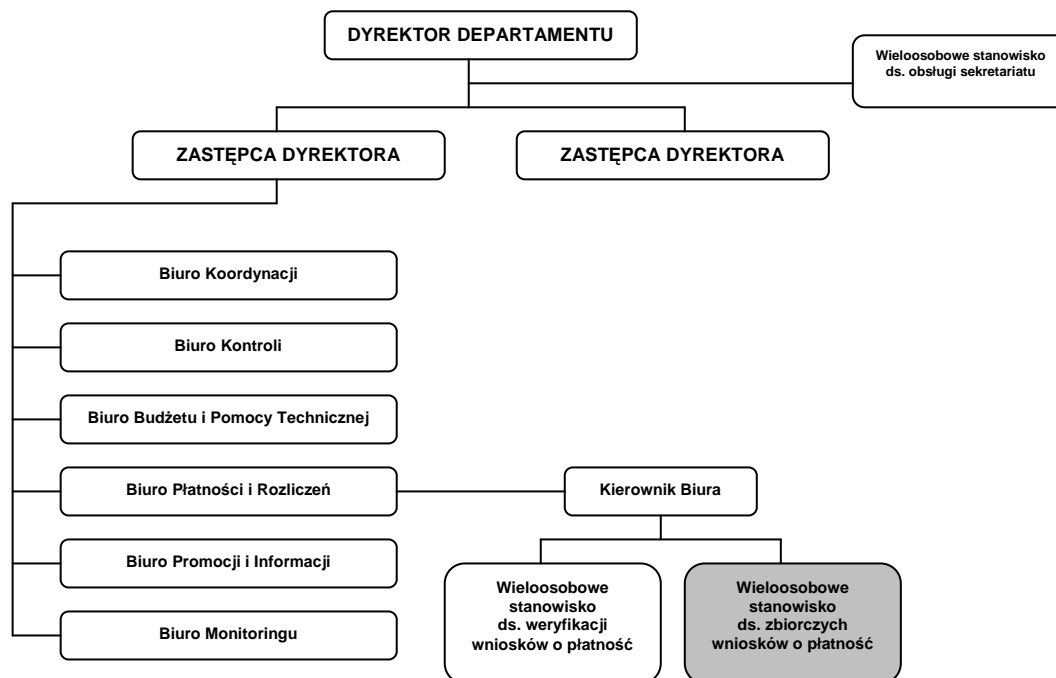 DYREKTOR DEPARTAMENTU
Wieloosobowe stanowisko
ds. obsługi sekretariatu
ZASTĘPCA DYREKTORA
ZASTĘPCA DYREKTORA
Biuro Koordynacji
Biuro Kontroli
Biuro Budżetu i Pomocy Technicznej
Biuro Płatności i Rozliczeń
Kierownik Biura
Biuro Promocji i Informacji
Biuro Monitoringu
Wieloosobowe
stanowisko
ds. weryfikacji
wniosków o płatność
Wieloosobowe
stanowisko
ds. zbiorczych
wniosków o płatność